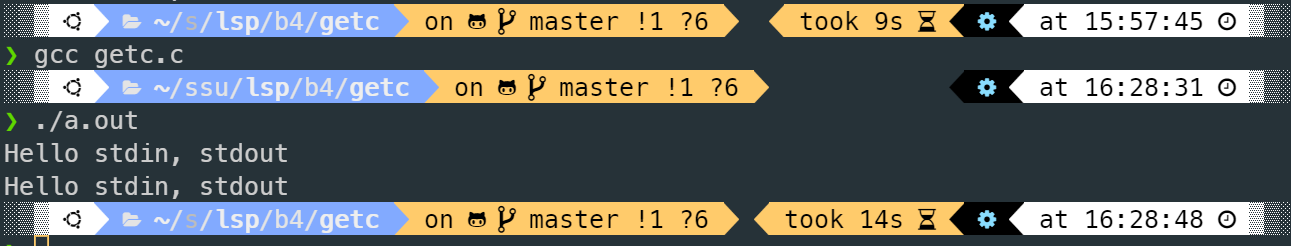 ~/s/lsp/b4/getc on master !1 ?6 took 9s at 15:57:45
❯ gcc getc.c
~/ssu/lsp/b4/getc on master !1 ?6 at 16:28:31
❯ ./a.out
Hello stdin, stdout
Hello stdin, stdout
~/s/lsp/b4/getc on master !1 ?6 took 14s at 16:28:48